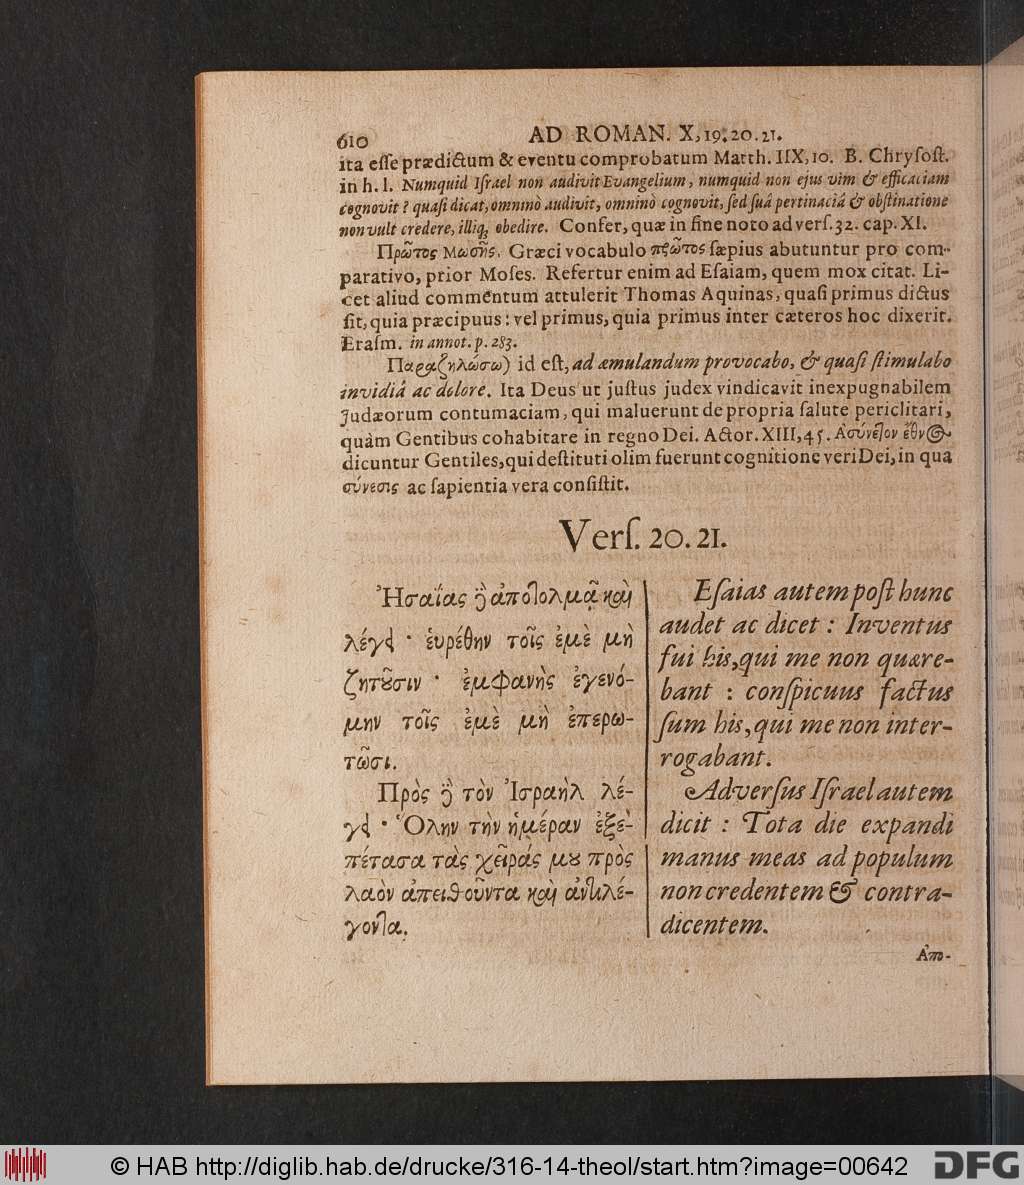 610 AD ROMAN. X, 19. 20. 21.
ita eſſe prædictum & eventu comprobatum Matth. IIX, 10. B. Chryſoſt.
in h. l. Numquid Iſrael non audivit Evangelium, numquid non ejus vim & efficaciam
cognovit? quaſi dicat, omninò audivit, omninò cognovit, ſed ſuâ pertinaciâ & obſtinatione
non vult credere, illiq́; obedire. Confer, quæ in fine noto ad verſ. 32. cap. XI.
Πρῶτος Μωσῆς. Græci vocabulo πρῶτος ſæpius abutuntur pro com-
parativo, prior Moſes. Refertur enim ad Eſaiam, quem mox citat. Li-
cet aliud commentum attulerit Thomas Aquinas, quaſi primus dictus
ſit, quia præcipuus: vel primus, quia primus inter cæteros hoc dixerit.
Eraſm. in annot. p. 283.
Παραζηλώσω) id eſt, ad æmulandum provocabo, & quaſi ſtimulabo
invidiâ ac dolore. Ita Deus ut juſtus judex vindicavit inexpugnabilem
Judæorum contumaciam, qui maluerunt de propria ſalute periclitari,
quàm Gentibus cohabitare in regno Dei. Actor. XIII, 45. Ἀσύνετον ἔθνος
dicuntur Gentiles, qui deſtituti olim fuerunt cognitione veri Dei, in qua
σύνεσις ac ſapientia vera conſiſtit.
Verſ. 20. 21.
Ἠσαΐας δὲ ἀποτολμᾷ καὶ
λέγει · ἑυρέθην τοῖς ἐμὲ μὴ
ζητοῦσιν · ἐμφανὴς ἐγενό-
μην τοῖς ἐμὲ μὴ ἐπερω-
τῶσι.
Πρὸς δὲ τὸν Ἰσραὴλ λέ-
γει · Ὅλην τὴν ἡμέραν ἐξε-
πέτασα τὰς χεῖράς μου πρὸς
λαὸν ἀπειθοῦντα καὶ ἀντιλέ-
γοντα.
Eſaias autem poſt hunc
audet ac dicet : Inventus
fui his, qui me non quære-
bant : conſpicuus factus
ſum his, qui me non inter-
rogabant.
Adverſus Iſrael autem
dicit : Tota die expandi
manus meas ad populum
non credentem & contra-
dicentem.
Ἀπο-
© HAB http://diglib.hab.de/drucke/316-14-theol/start.htm?image=00642 DFG